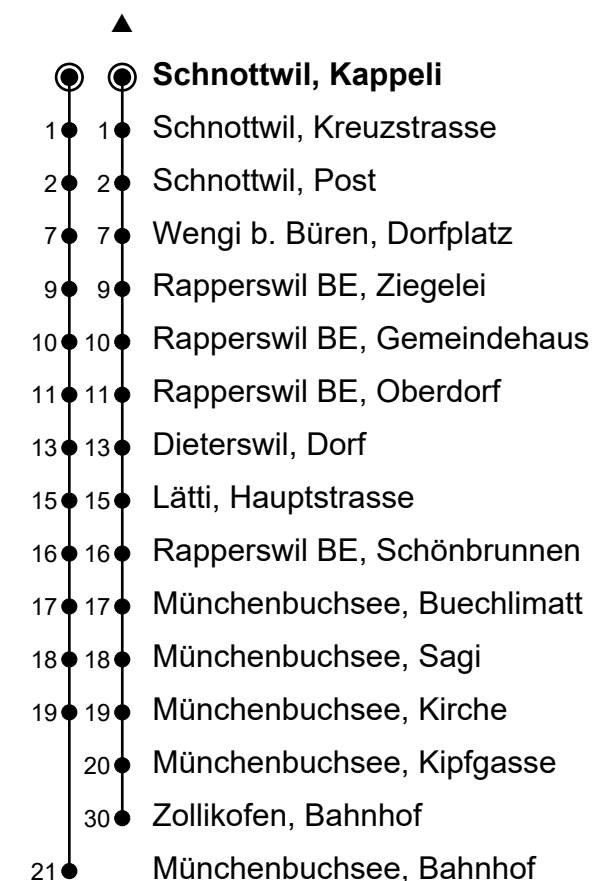 ▲
Schnottwil, Kappeli
1 1 Schnottwil, Kreuzstrasse
2 2 Schnottwil, Post
7 7 Wengi b. Büren, Dorfplatz
9 9 Rapperswil BE, Ziegelei
10 10 Rapperswil BE, Gemeindehaus
11 11 Rapperswil BE, Oberdorf
13 13 Dieterswil, Dorf
15 15 Lätti, Hauptstrasse
16 16 Rapperswil BE, Schönbrunnen
17 17 Münchenbuchsee, Buechlimatt
18 18 Münchenbuchsee, Sagi
19 19 Münchenbuchsee, Kirche
20 Münchenbuchsee, Kipfgasse
30 Zollikofen, Bahnhof
21 Münchenbuchsee, Bahnhof